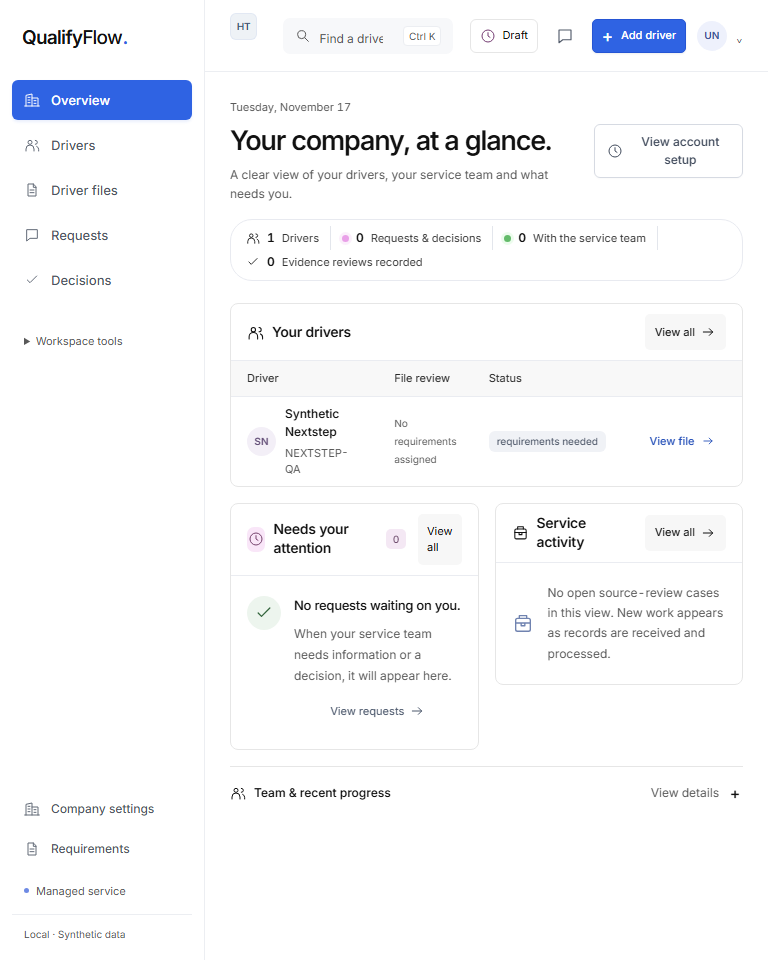 QualifyFlow.
Overview
Drivers
Driver files
Requests
Decisions
Workspace tools
Company settings
Requirements
Managed service
Local · Synthetic data
HT
Find a drive
Ctrl K
Draft
+ Add driver
UN
Tuesday, November 17
Your company, at a glance.
A clear view of your drivers, your service team and what
needs you.
View account
setup
1 Drivers
0 Requests & decisions
0 With the service team
0 Evidence reviews recorded
Your drivers
View all →
Driver File review Status
SN
Synthetic
Nextstep
NEXTSTEP-
QA
No
requirements
assigned
requirements needed
View file →
Needs your
attention
0
View
all
No requests waiting on you.
When your service team
needs information or a
decision, it will appear here.
View requests →
Service
activity
View all →
No open source-review cases
in this view. New work appears
as records are received and
processed.
Team & recent progress
View details +